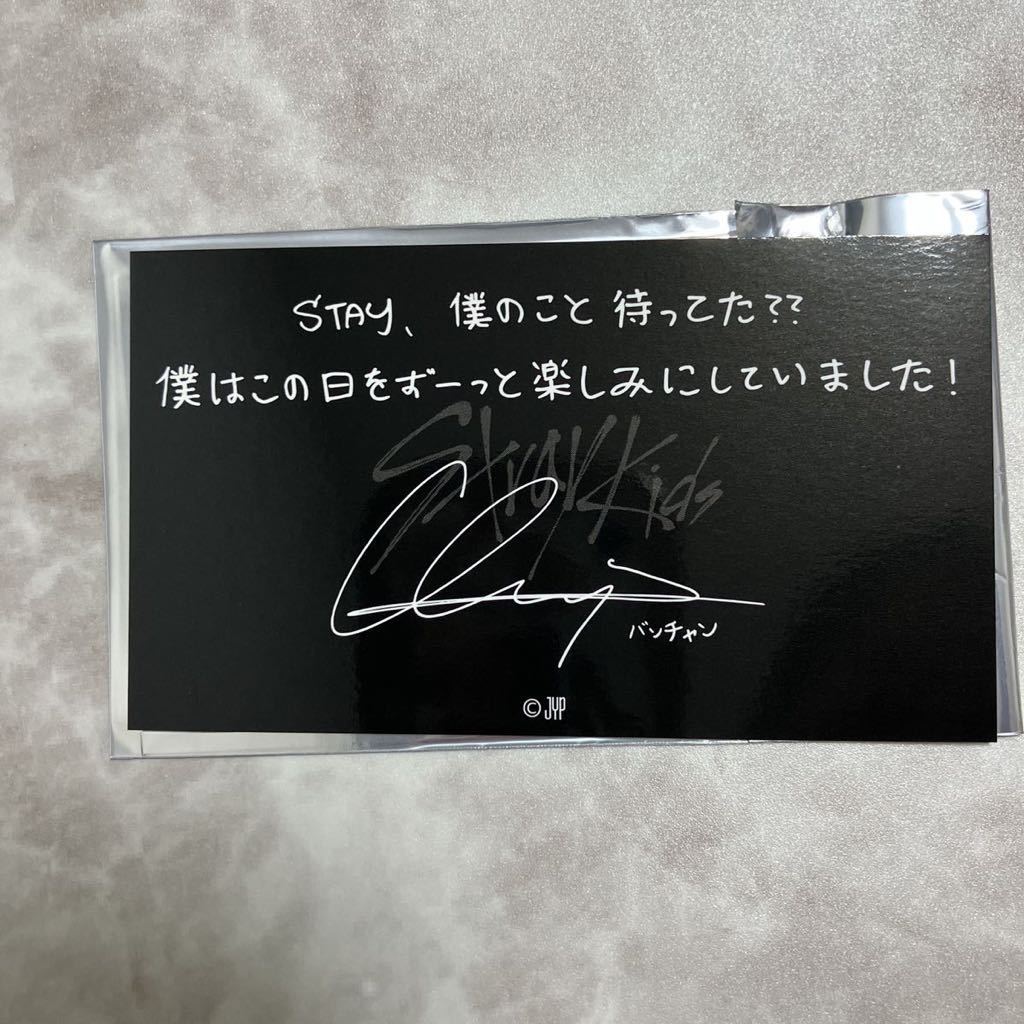 STAY、僕のこと 待ってた??
僕はこの日をずーっと楽しみにしていました!
Stray Kids
バンチャン
© JYP